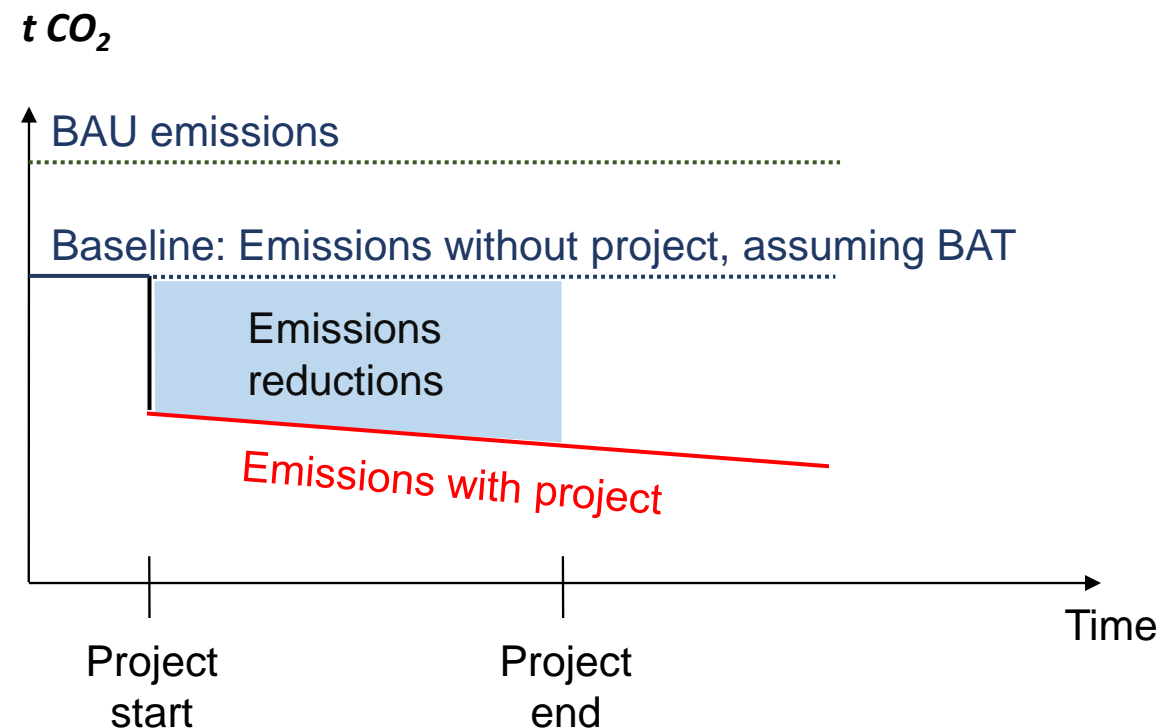 t CO₂
BAU emissions
Baseline: Emissions without project, assuming BAT
Emissions
reductions
Emissions with project
Time
Project
start
Project
end